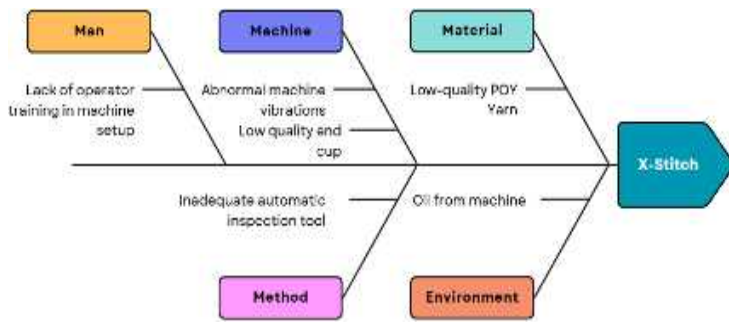 Man
Machine
Material
Lack of operator
training in machine
setup
Abnormal machine
vibrations
Low quality end
cup
Low-quality POY
Yarn
X-Stitch
Inadequate automatic
inspection tool
Oil from machine
Method
Environment